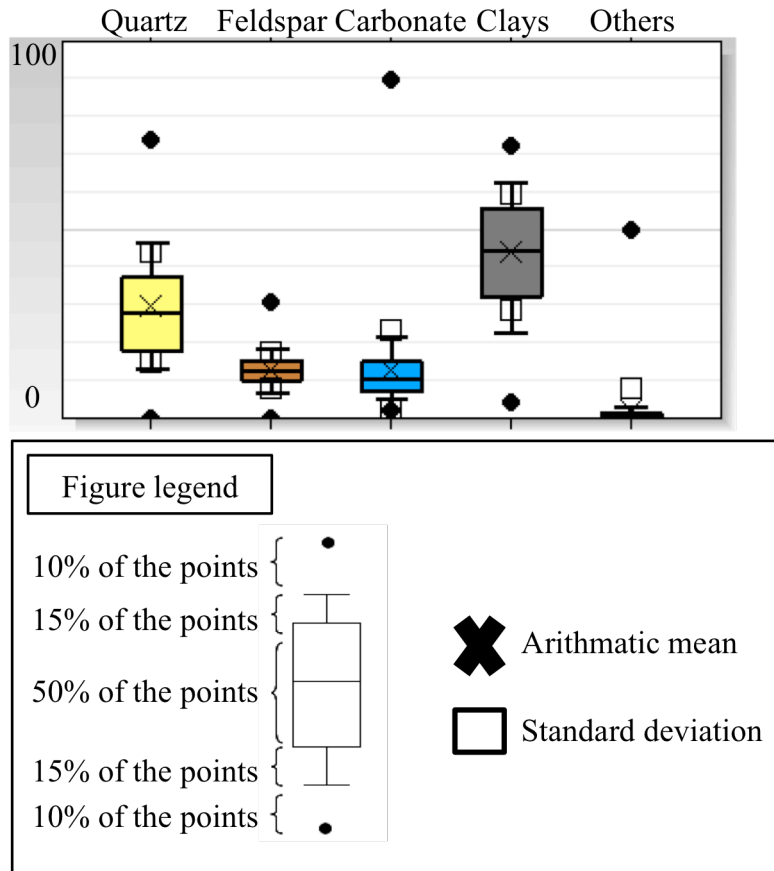 Quartz Feldspar Carbonate Clays Others
100
0
Figure legend
10% of the points
15% of the points
50% of the points
15% of the points
10% of the points
Arithmatic mean
Standard deviation